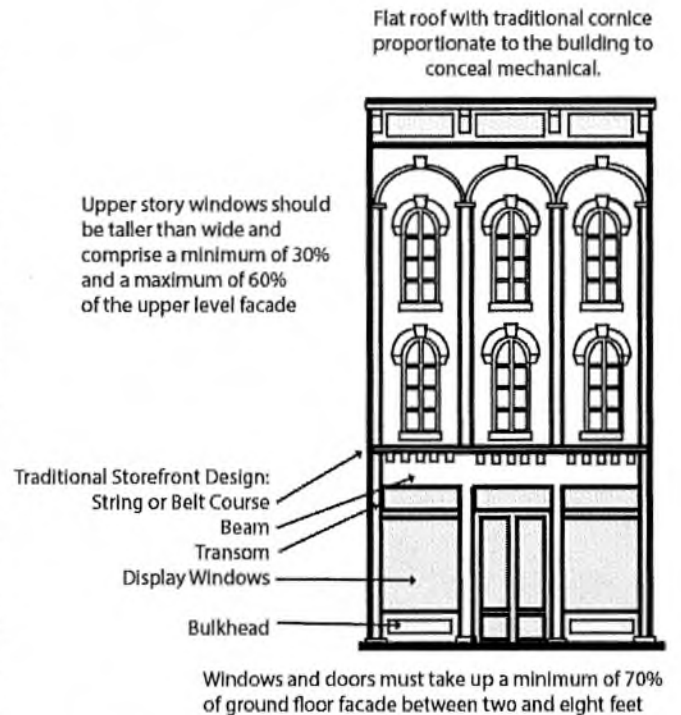 Flat roof with traditional cornice
proportionate to the building to
conceal mechanical.
Upper story windows should
be taller than wide and
comprise a minimum of 30%
and a maximum of 60%
of the upper level facade
Traditional Storefront Design:
String or Belt Course
Beam
Transom
Display Windows
Bulkhead
Windows and doors must take up a minimum of 70%
of ground floor facade between two and eight feet